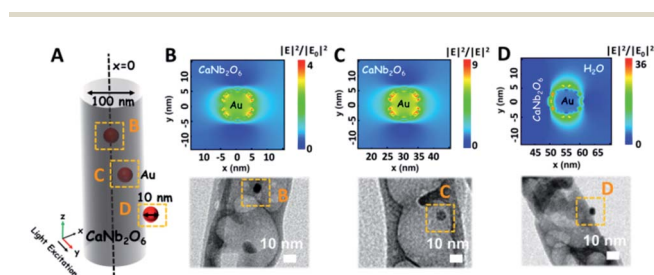 A
x=0
100 nm
B
C
Au
D
10 nm
CaNb₂O₆
z
x
y
Light Excitation
B
|E|²/|E₀|²
CaNb₂O₆
4
Au
0
y (nm)
10
5
0
-5
-10
-10 -5 0 5 10
x (nm)
B
10 nm
C
|E|²/|E|²
CaNb₂O₆
9
Au
0
y (nm)
10
5
0
-5
-10
20 25 30 35 40
x (nm)
C
10 nm
D
|E|²/|E₀|²
CaNb₂O₆
H₂O
36
Au
0
y (nm)
10
5
0
-5
-10
45 50 55 60 65
x (nm)
D
10 nm